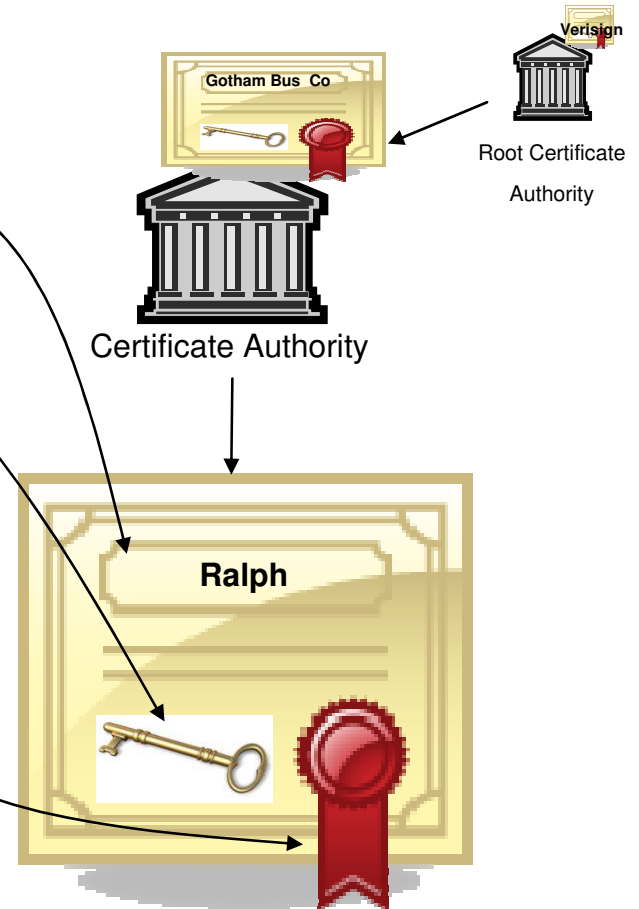 Verisign
Gotham Bus Co
Root Certificate
Authority
Certificate Authority
Ralph